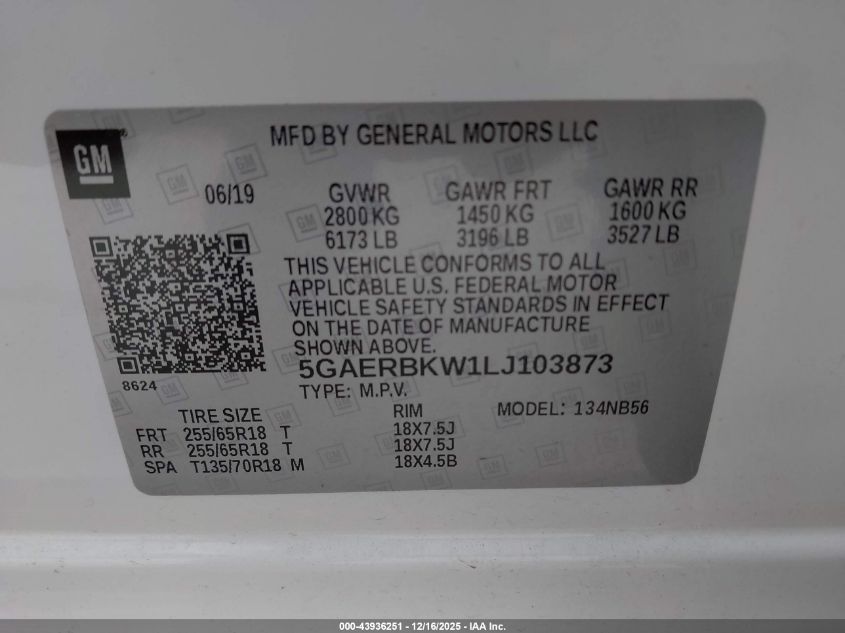 MFD BY GENERAL MOTORS LLC
GM
06/19 GVWR GAWR FRT GAWR RR
2800 KG 1450 KG 1600 KG
6173 LB 3196 LB 3527 LB
THIS VEHICLE CONFORMS TO ALL
APPLICABLE U.S. FEDERAL MOTOR
VEHICLE SAFETY STANDARDS IN EFFECT
ON THE DATE OF MANUFACTURE
SHOWN ABOVE.
5GAERBKW1LJ103873
8624
TYPE: M.P.V.
TIRE SIZE RIM MODEL: 134NB56
FRT 255/65R18 T 18X7.5J
RR 255/65R18 T 18X7.5J
SPA T135/70R18 M 18X4.5B
000-43936251 - 12/16/2025 - IAA Inc.